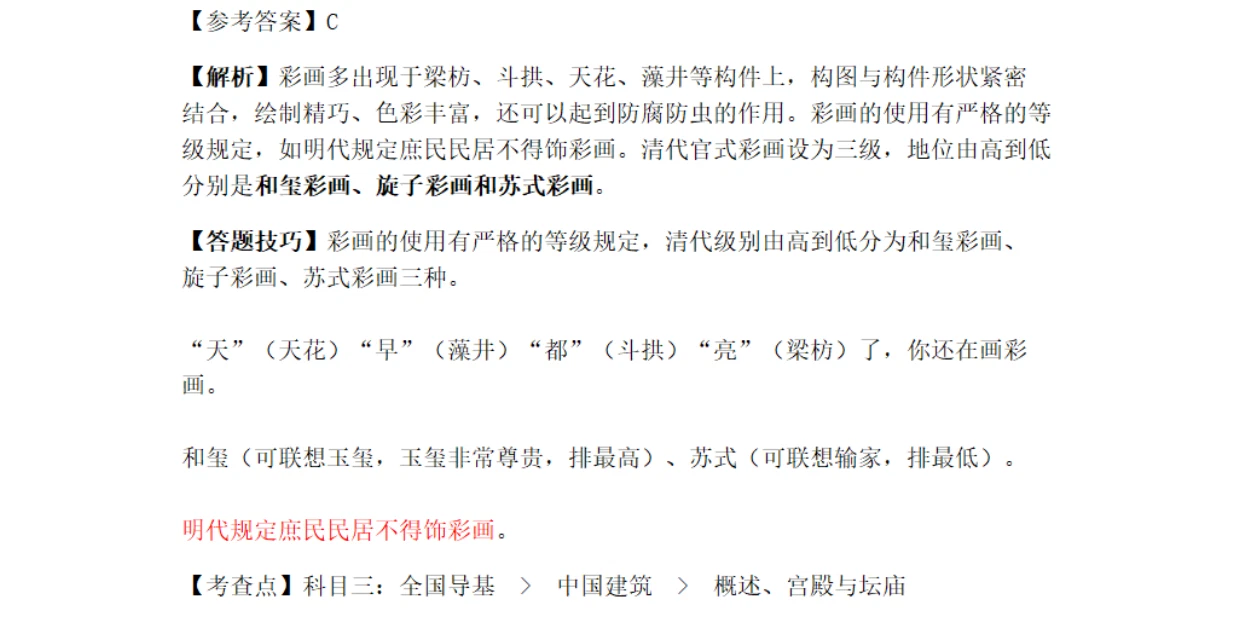 【参考答案】C
【解析】彩画多出现于梁枋、斗拱、天花、藻井等构件上，构图与构件形状紧密
结合，绘制精巧、色彩丰富，还可以起到防腐防虫的作用。彩画的使用有严格的等
级规定，如明代规定庶民民居不得饰彩画。清代官式彩画设为三级，地位由高到低
分别是和玺彩画、旋子彩画和苏式彩画。
【答题技巧】彩画的使用有严格的等级规定，清代级别由高到低分为和玺彩画、
旋子彩画、苏式彩画三种。
“天”（天花）“早”（藻井）“都”（斗拱）“亮”（梁枋）了，你还在画彩
画。
和玺（可联想玉玺，玉玺非常尊贵，排最高）、苏式（可联想输家，排最低）。
明代规定庶民民居不得饰彩画。
【考查点】科目三：全国导基 > 中国建筑 > 概述、宫殿与坛庙